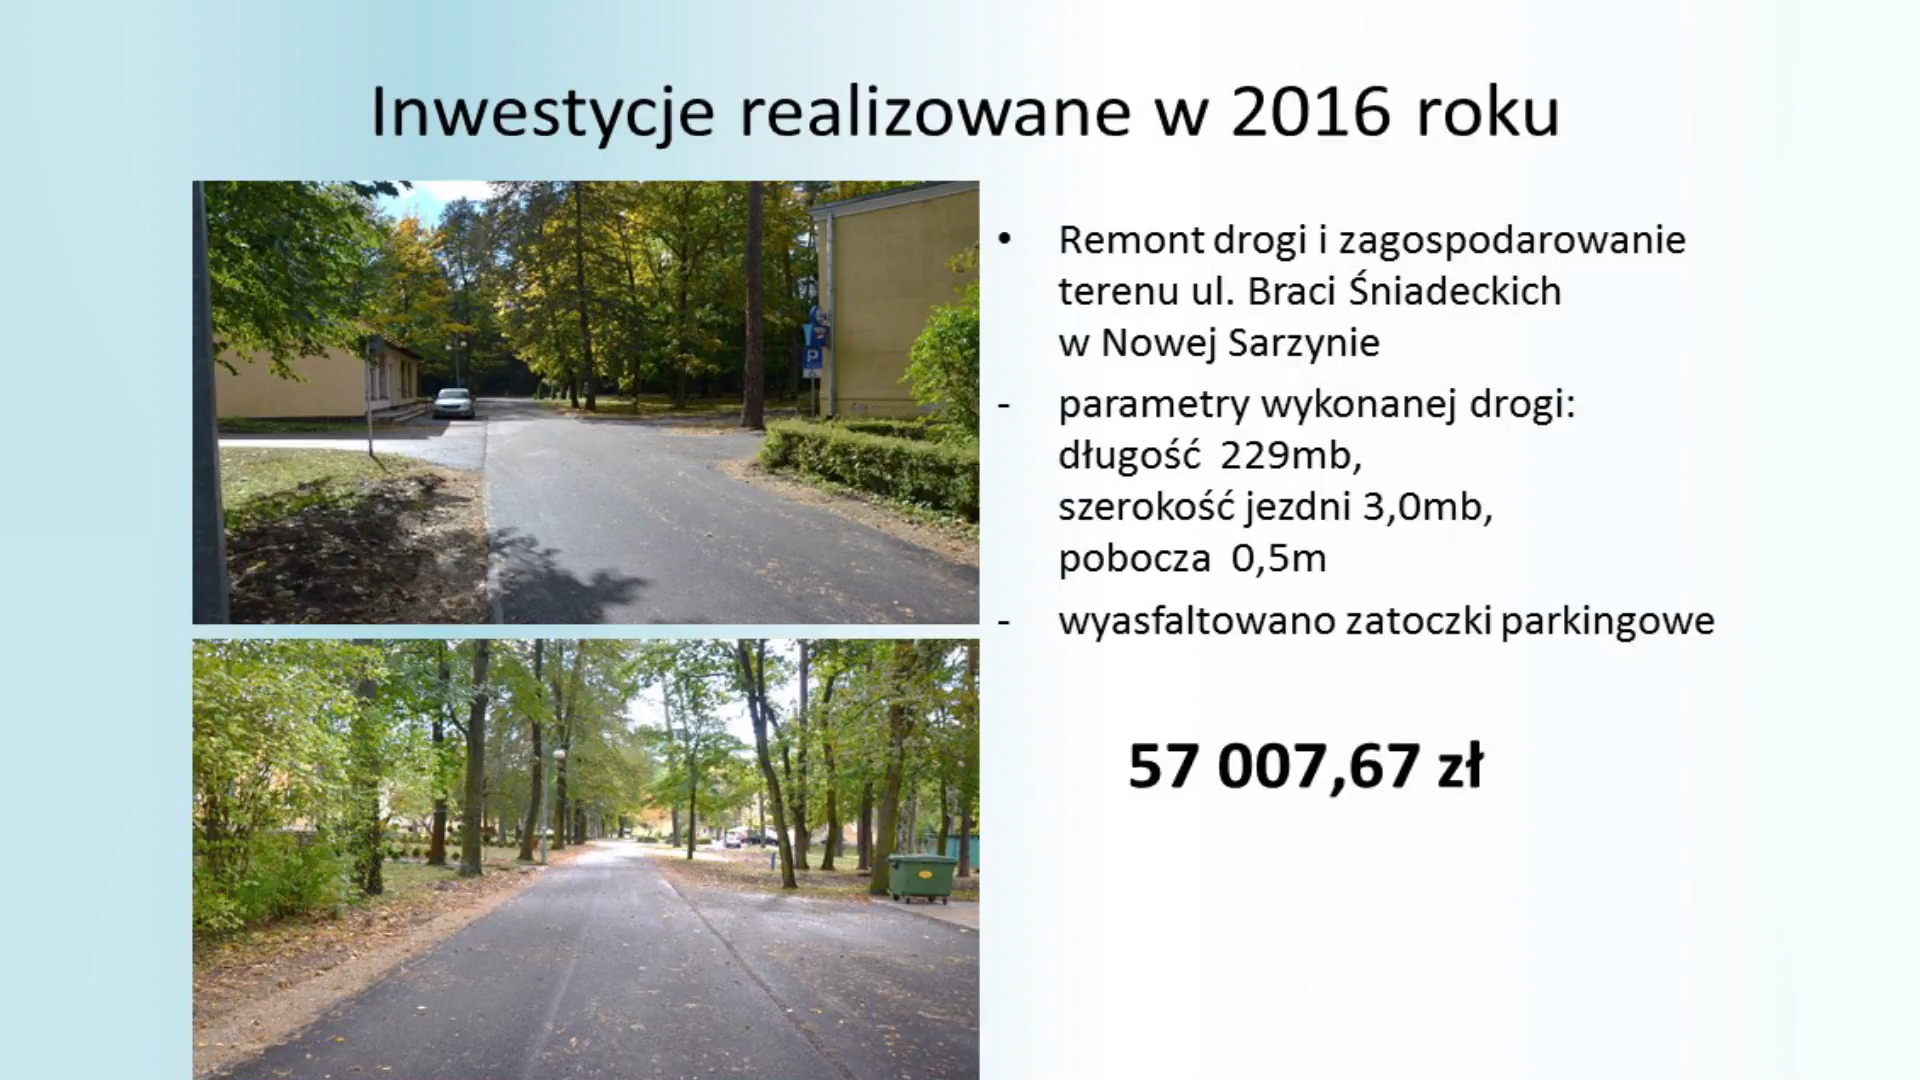 Inwestycje realizowane w 2016 roku
• Remont drogi i zagospodarowanie
terenu ul. Braci Śniadeckich
w Nowej Sarzynie
- parametry wykonanej drogi:
długość 229mb,
szerokość jezdni 3,0mb,
pobocza 0,5m
- wyasfaltowano zatoczki parkingowe
57 007,67 zł
P